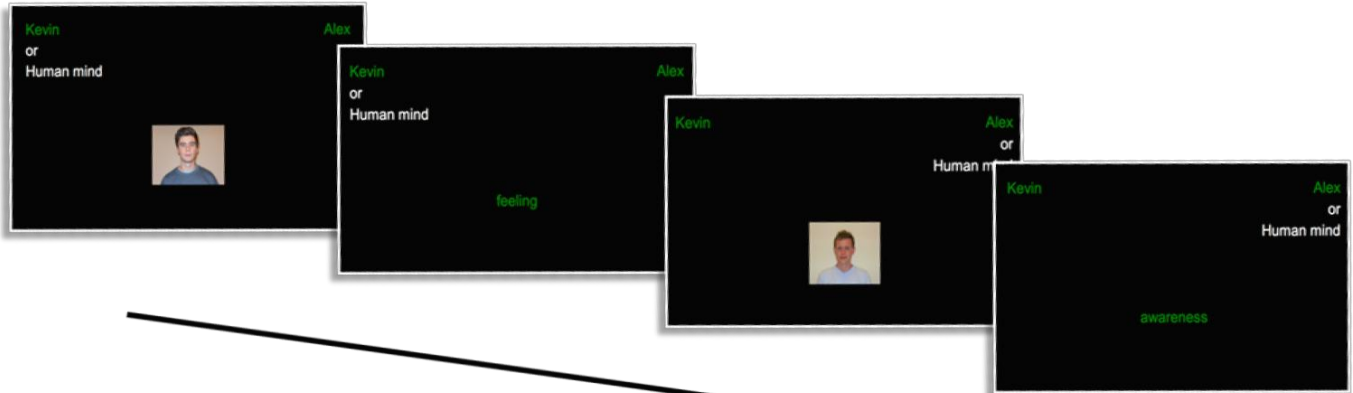 Kevin Alex
or
Human mind
Kevin Alex
or
Human mind
feeling
Kevin Alex
or
Human
Kevin Alex
or
Human mind
awareness